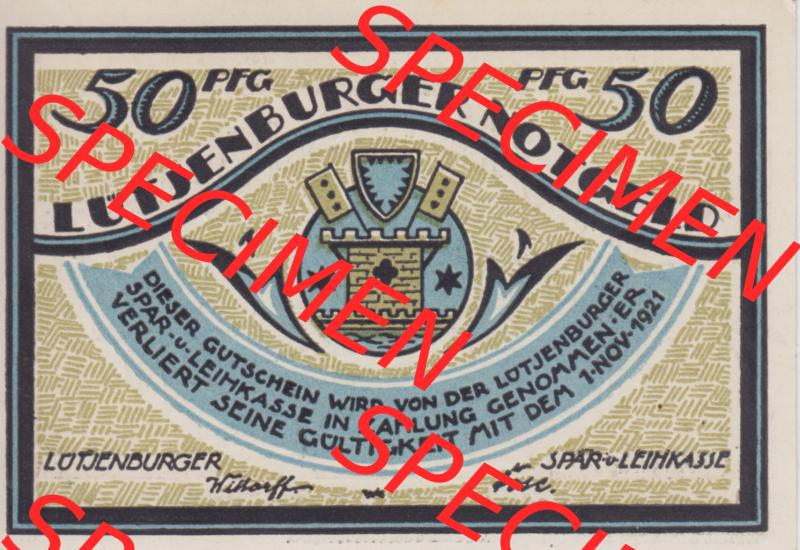 50 PFG PFG 50
LÜTJENBURGER NOTGELD
DIESER GUTSCHEIN WIRD VON DER LÜTJENBURGER
SPAR-U-LEIHKASSE IN ZAHLUNG GENOMMEN: ER
VERLIERT SEINE GÜLTIGKEIT MIT DEM 1·NOV·1921
LÜTJENBURGER SPAR-U-LEIHKASSE
SPECIMEN
SPECIMEN
SPECIMEN